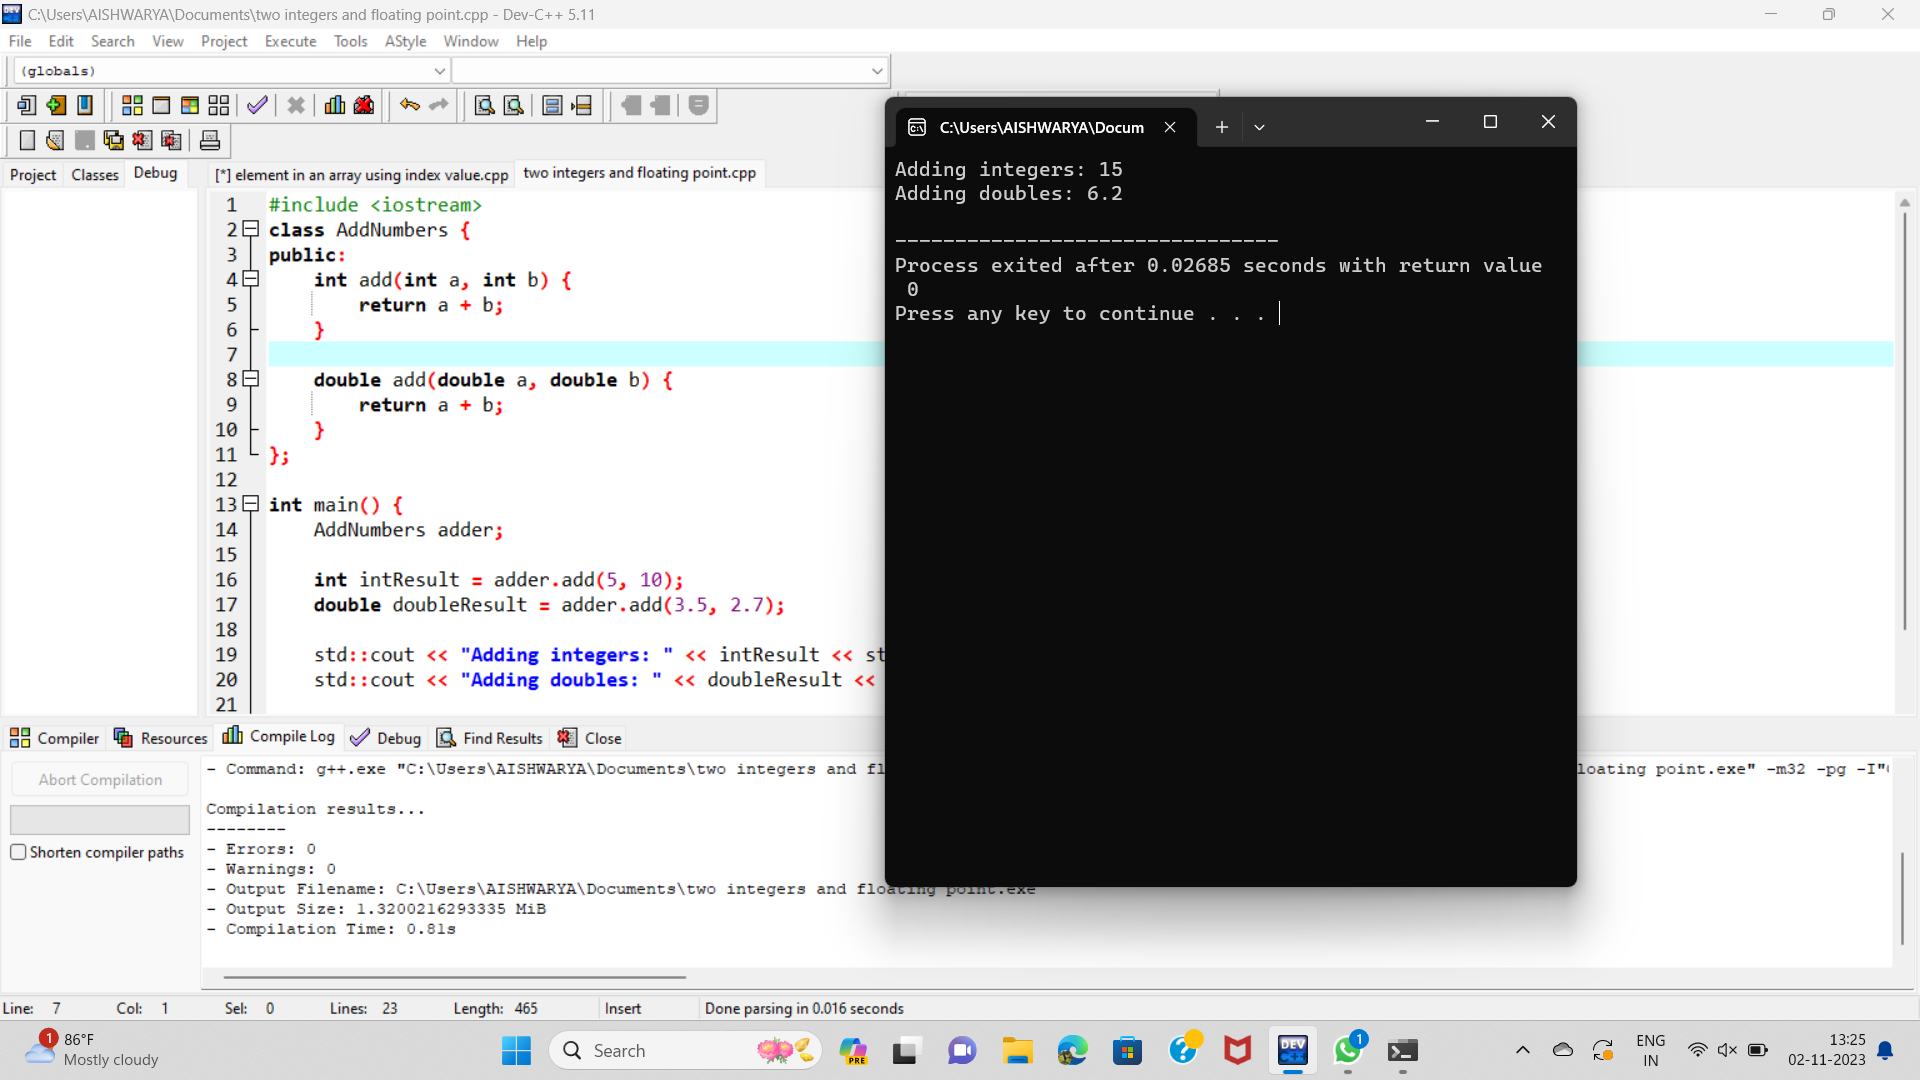 C:\Users\AISHWARYA\Documents\two integers and floating point.cpp - Dev-C++ 5.11
File Edit Search View Project Execute Tools AStyle Window Help
(globals)
Project Classes Debug
[*] element in an array using index value.cpp two integers and floating point.cpp
1 #include <iostream>
2 class AddNumbers {
3 public:
4     int add(int a, int b) {
5         return a + b;
6     }
7
8     double add(double a, double b) {
9         return a + b;
10     }
11 };
12
13 int main() {
14     AddNumbers adder;
15
16     int intResult = adder.add(5, 10);
17     double doubleResult = adder.add(3.5, 2.7);
18
19     std::cout << "Adding integers: " << intResult << st
20     std::cout << "Adding doubles: " << doubleResult <<
21
C:\Users\AISHWARYA\Docum
Adding integers: 15
Adding doubles: 6.2
--------------------------------
Process exited after 0.02685 seconds with return value
0
Press any key to continue . . .
Compiler Resources Compile Log Debug Find Results Close
Abort Compilation
Shorten compiler paths
- Command: g++.exe "C:\Users\AISHWARYA\Documents\two integers and fl
loating point.exe" -m32 -pg -I"
Compilation results...
--------
- Errors: 0
- Warnings: 0
- Output Filename: C:\Users\AISHWARYA\Documents\two integers and floating point.exe
- Output Size: 1.3200216293335 MiB
- Compilation Time: 0.81s
Line: 7 Col: 1 Sel: 0 Lines: 23 Length: 465 Insert Done parsing in 0.016 seconds
1
86°F
Mostly cloudy
Search
PRE
DEV
C++
1
ENG
IN
13:25
02-11-2023